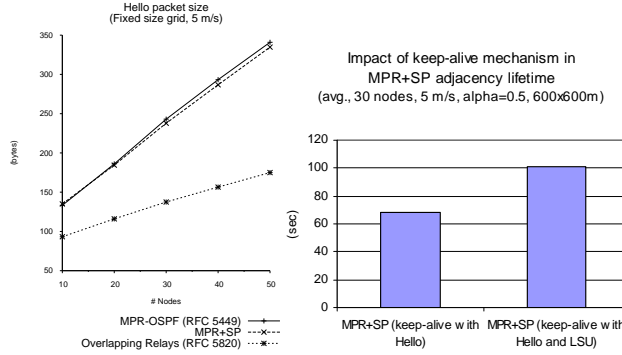 Hello packet size
(Fixed size grid, 5 m/s)
350
300
250
200
150
100
50
(bytes)
10
20
30
40
50
# Nodes
MPR-OSPF (RFC 5449)
MPR+SP
Overlapping Relays (RFC 5820)
Impact of keep-alive mechanism in
MPR+SP adjacency lifetime
(avg., 30 nodes, 5 m/s, alpha=0.5, 600x600m)
120
100
80
60
40
20
0
(sec)
MPR+SP (keep-alive with
Hello)
MPR+SP (keep-alive with
Hello and LSU)